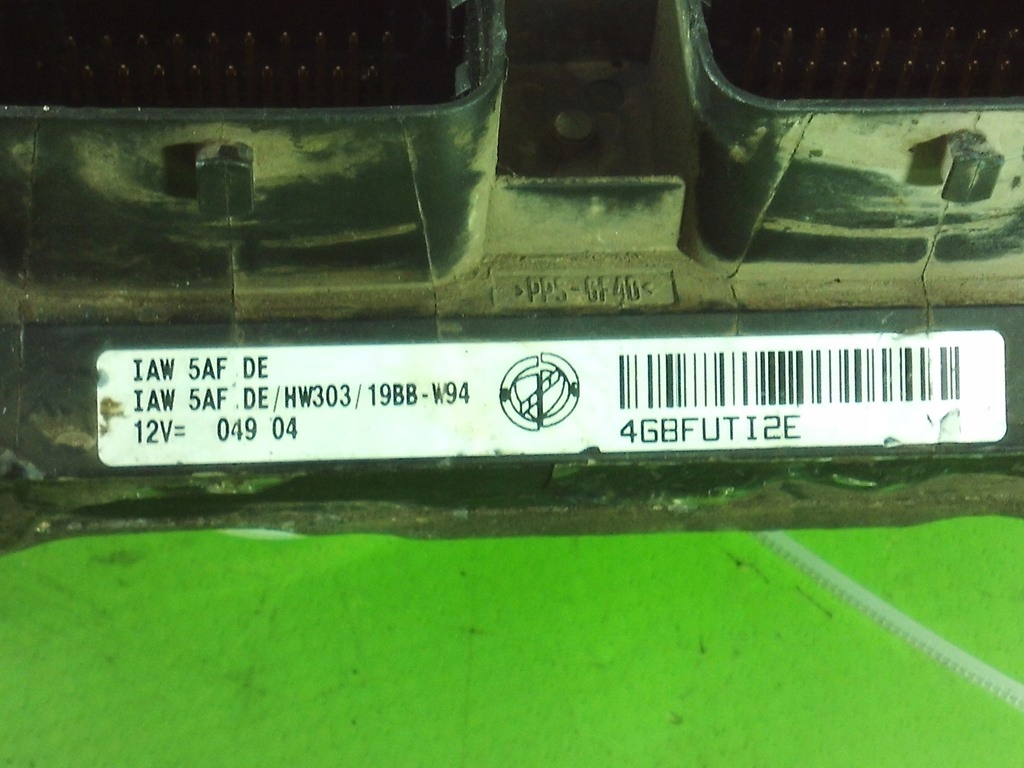 >PPS-GF40<
IAW 5AF.DE
IAW 5AF.DE/HW303/19BB-W94
12V= 049 04
4GBFUTI2E